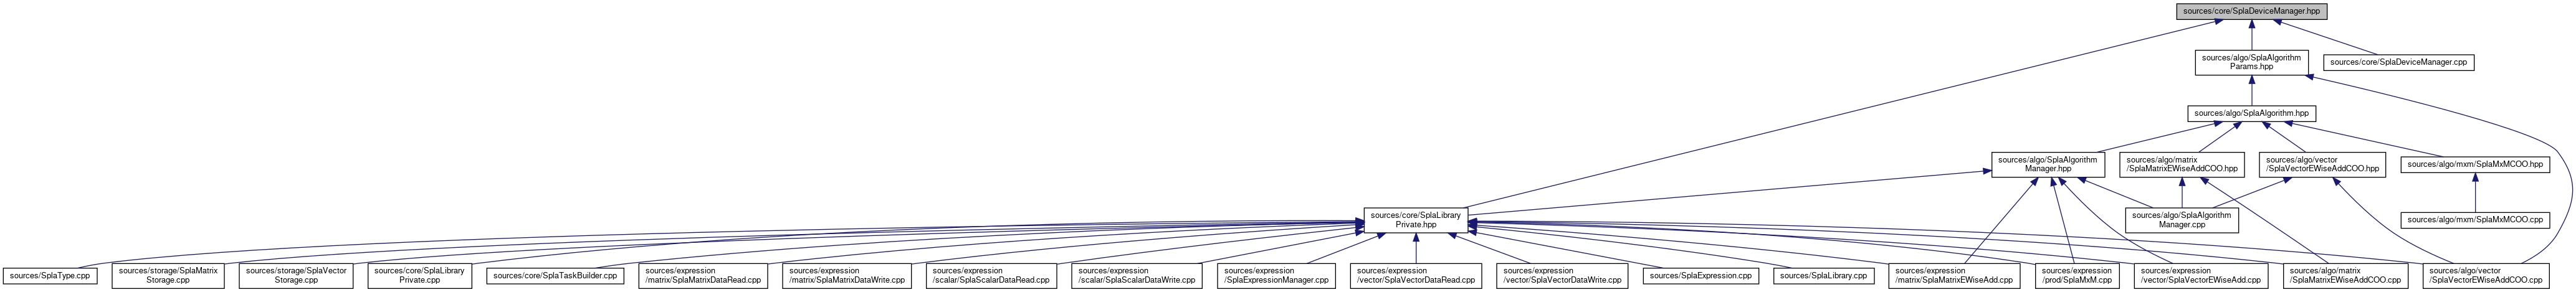 sources/core/SplaDeviceManager.hpp
sources/algo/SplaAlgorithm
Params.hpp
sources/core/SplaDeviceManager.cpp
sources/algo/SplaAlgorithm.hpp
sources/algo/SplaAlgorithm
Manager.hpp
sources/algo/matrix
/SplaMatrixEWiseAddCOO.hpp
sources/algo/vector
/SplaVectorEWiseAddCOO.hpp
sources/algo/mxm/SplaMxMCOO.hpp
sources/core/SplaLibrary
Private.hpp
sources/algo/SplaAlgorithm
Manager.cpp
sources/algo/mxm/SplaMxMCOO.cpp
sources/SplaType.cpp
sources/storage/SplaMatrix
Storage.cpp
sources/storage/SplaVector
Storage.cpp
sources/core/SplaLibrary
Private.cpp
sources/core/SplaTaskBuilder.cpp
sources/expression
/matrix/SplaMatrixDataRead.cpp
sources/expression
/matrix/SplaMatrixDataWrite.cpp
sources/expression
/scalar/SplaScalarDataRead.cpp
sources/expression
/scalar/SplaScalarDataWrite.cpp
sources/expression
/SplaExpressionManager.cpp
sources/expression
/vector/SplaVectorDataRead.cpp
sources/expression
/vector/SplaVectorDataWrite.cpp
sources/SplaExpression.cpp
sources/SplaLibrary.cpp
sources/expression
/matrix/SplaMatrixEWiseAdd.cpp
sources/expression
/prod/SplaMxM.cpp
sources/expression
/vector/SplaVectorEWiseAdd.cpp
sources/algo/matrix
/SplaMatrixEWiseAddCOO.cpp
sources/algo/vector
/SplaVectorEWiseAddCOO.cpp